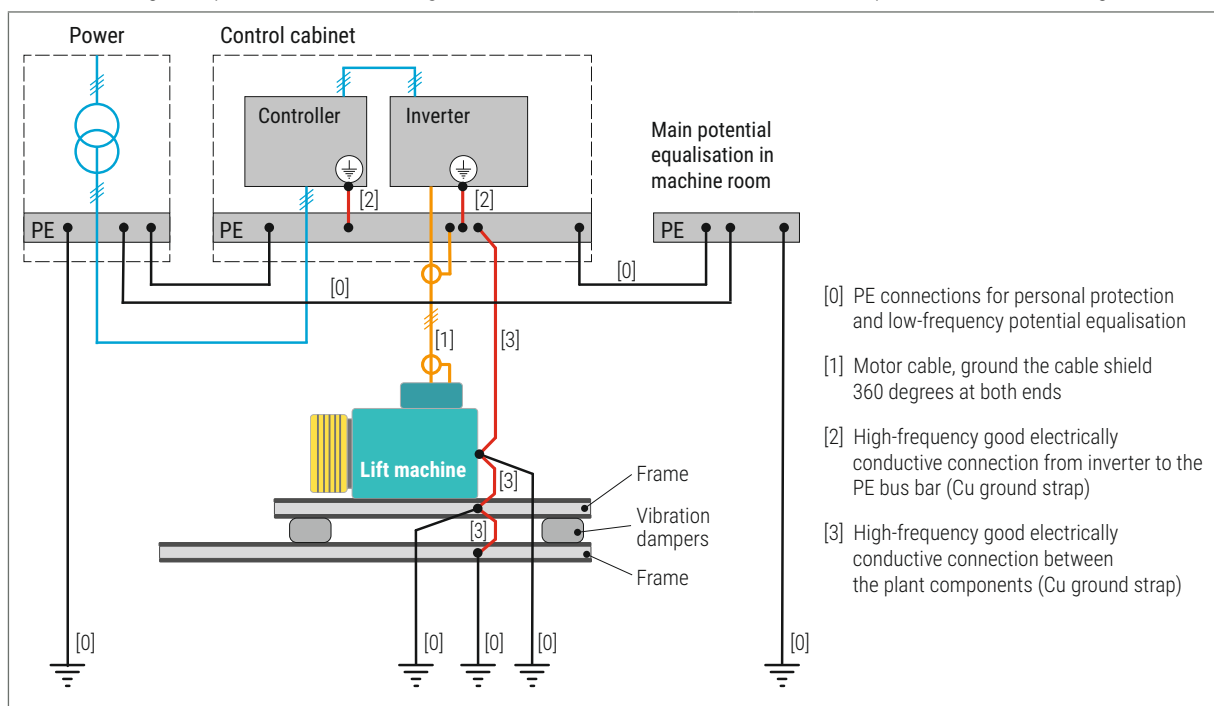 Power
Control cabinet
Controller
Inverter
Main potential
equalisation in
machine room
[2]
[2]
PE
PE
PE
[0]
[0]
[0] PE connections for personal protection
and low-frequency potential equalisation
[1]
[3]
[1] Motor cable, ground the cable shield
360 degrees at both ends
[2] High-frequency good electrically
conductive connection from inverter to the
PE bus bar (Cu ground strap)
Lift machine
[3]
Frame
Vibration
dampers
[3]
[3] High-frequency good electrically
conductive connection between
the plant components (Cu ground strap)
Frame
[0]
[0]
[0]
[0]
[0]